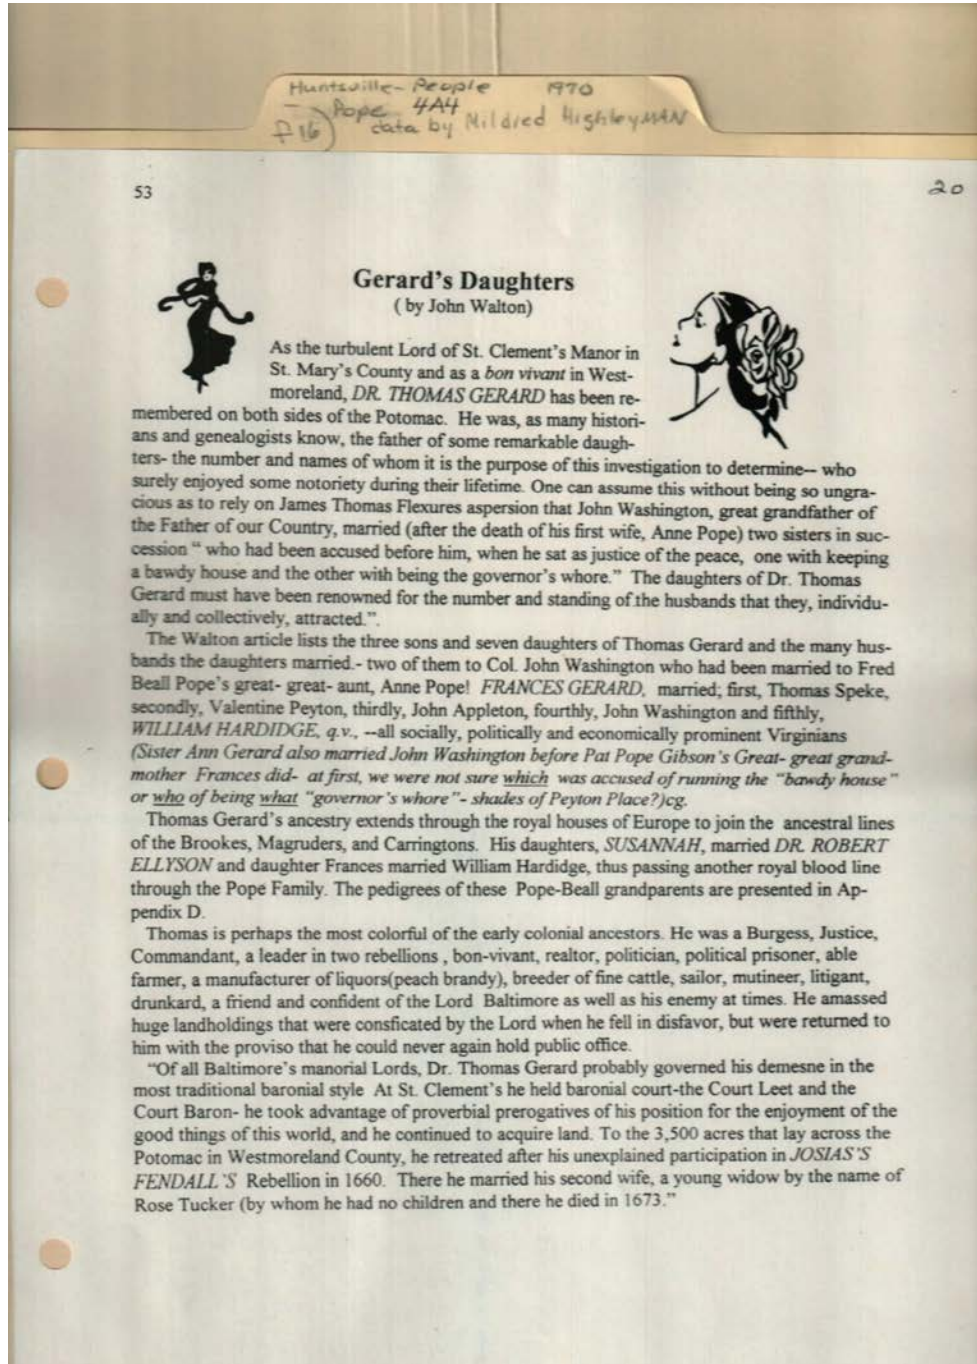 Huntsville - People 1970
Pope 4A4
P 16) data by Mildred HighleyMAN
53
20
Gerard's Daughters
( by John Walton)
As the turbulent Lord of St. Clement's Manor in
St. Mary's County and as a bon vivant in West-
moreland, DR. THOMAS GERARD has been re-
membered on both sides of the Potomac. He was, as many histori-
ans and genealogists know, the father of some remarkable daugh-
ters- the number and names of whom it is the purpose of this investigation to determine-- who
surely enjoyed some notoriety during their lifetime. One can assume this without being so ungra-
cious as to rely on James Thomas Flexures aspersion that John Washington, great grandfather of
the Father of our Country, married (after the death of his first wife, Anne Pope) two sisters in suc-
cession " who had been accused before him, when he sat as justice of the peace, one with keeping
a bawdy house and the other with being the governor's whore." The daughters of Dr. Thomas
Gerard must have been renowned for the number and standing of the husbands that they, individu-
ally and collectively, attracted.".
The Walton article lists the three sons and seven daughters of Thomas Gerard and the many hus-
bands the daughters married.- two of them to Col. John Washington who had been married to Fred
Beall Pope's great- great- aunt, Anne Pope! FRANCES GERARD, married; first, Thomas Speke,
secondly, Valentine Peyton, thirdly, John Appleton, fourthly, John Washington and fifthly,
WILLIAM HARDIDGE, q.v., --all socially, politically and economically prominent Virginians
(Sister Ann Gerard also married John Washington before Pat Pope Gibson's Great- great grand-
mother Frances did- at first, we were not sure which was accused of running the "bawdy house"
or who of being what "governor's whore"- shades of Peyton Place?)cg.
Thomas Gerard's ancestry extends through the royal houses of Europe to join the ancestral lines
of the Brookes, Magruders, and Carringtons. His daughters, SUSANNAH, married DR. ROBERT
ELLYSON and daughter Frances married William Hardidge, thus passing another royal blood line
through the Pope Family. The pedigrees of these Pope-Beall grandparents are presented in Ap-
pendix D.
Thomas is perhaps the most colorful of the early colonial ancestors. He was a Burgess, Justice,
Commandant, a leader in two rebellions , bon-vivant, realtor, politician, political prisoner, able
farmer, a manufacturer of liquors(peach brandy), breeder of fine cattle, sailor, mutineer, litigant,
drunkard, a friend and confident of the Lord Baltimore as well as his enemy at times. He amassed
huge landholdings that were consficated by the Lord when he fell in disfavor, but were returned to
him with the proviso that he could never again hold public office.
"Of all Baltimore's manorial Lords, Dr. Thomas Gerard probably governed his demesne in the
most traditional baronial style At St. Clement's he held baronial court-the Court Leet and the
Court Baron- he took advantage of proverbial prerogatives of his position for the enjoyment of the
good things of this world, and he continued to acquire land. To the 3,500 acres that lay across the
Potomac in Westmoreland County, he retreated after his unexplained participation in JOSIAS'S
FENDALL'S Rebellion in 1660. There he married his second wife, a young widow by the name of
Rose Tucker (by whom he had no children and there he died in 1673."